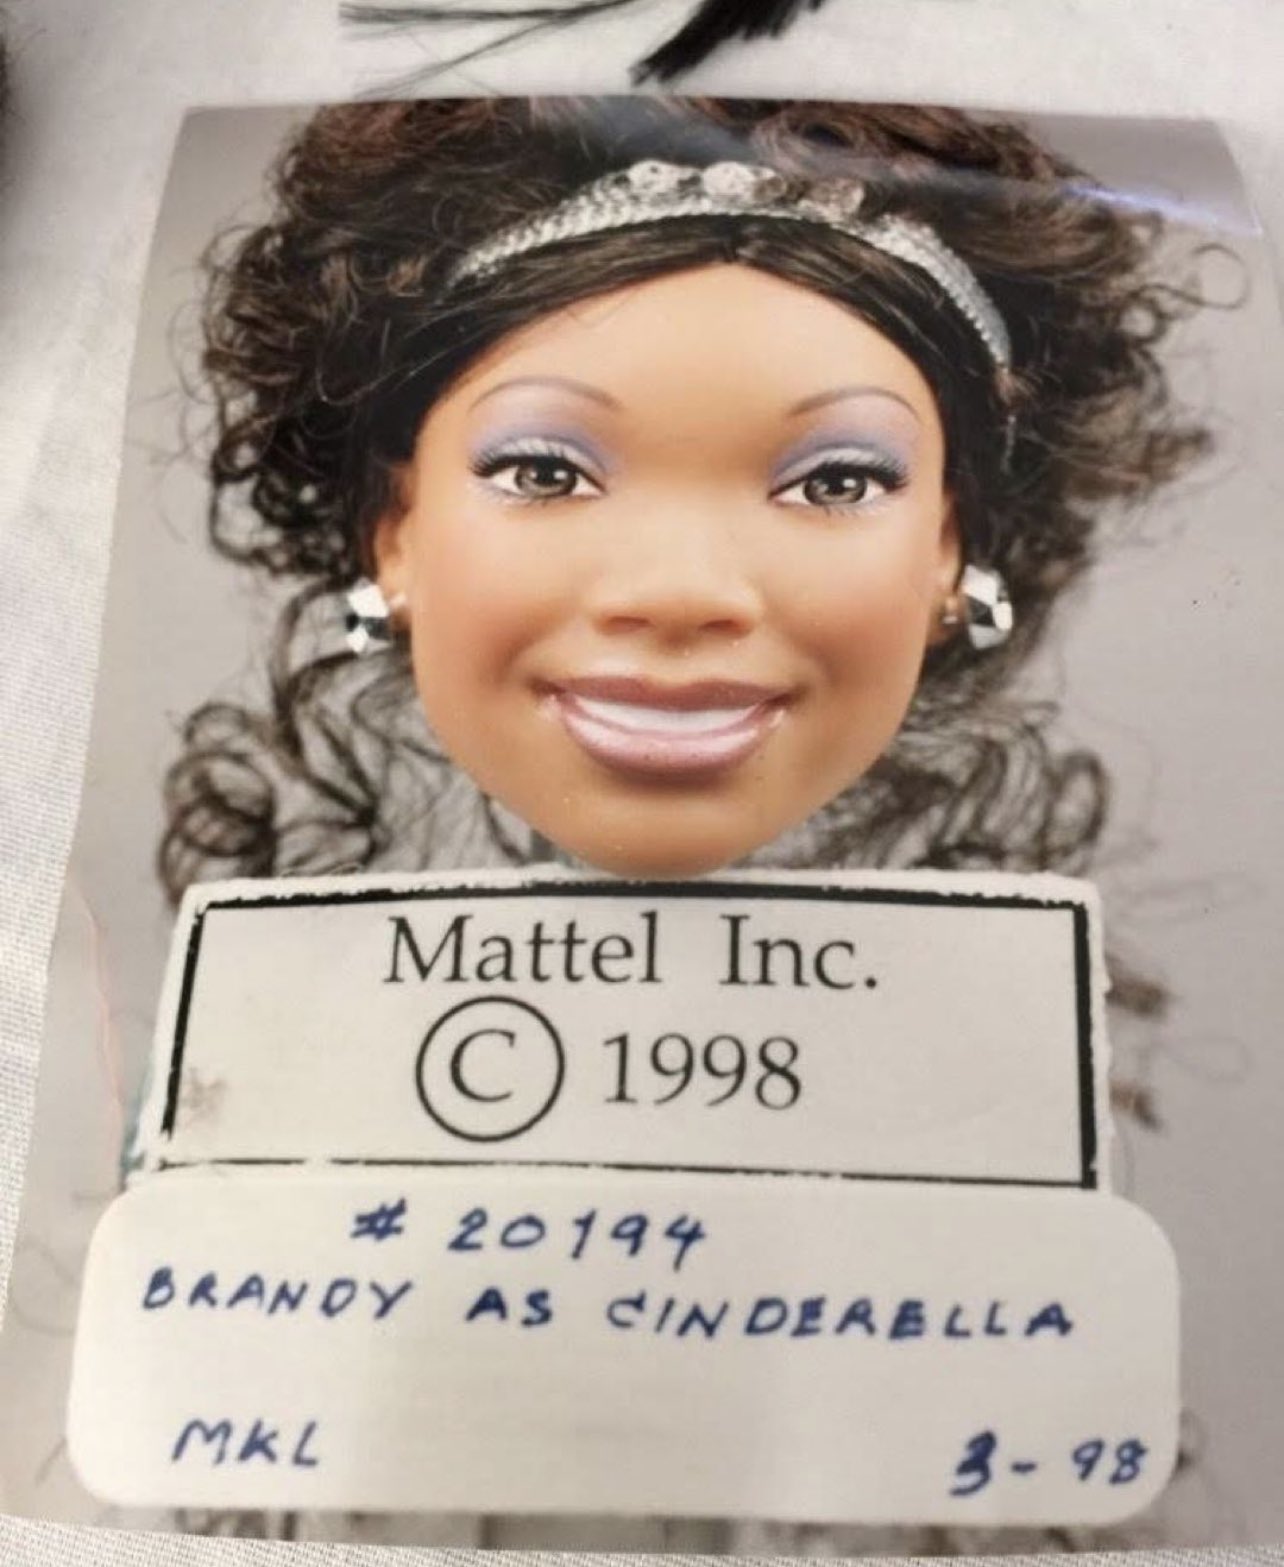 Mattel Inc.
© 1998
# 20194
BRANDY AS CINDERELLA
MKL 3-98